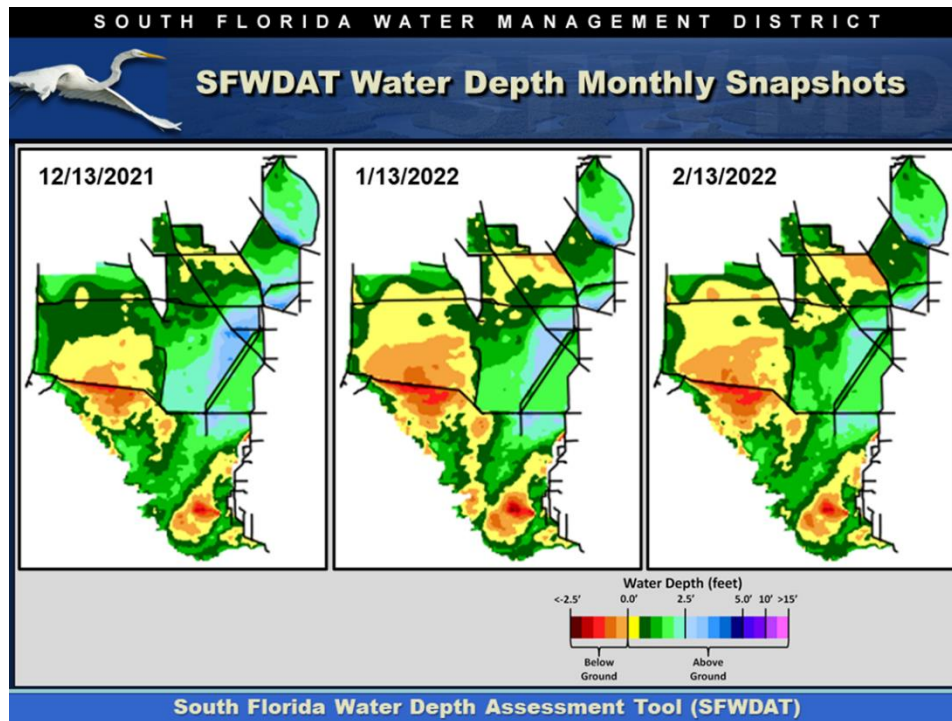 SOUTH FLORIDA WATER MANAGEMENT DISTRICT
SFWDAT Water Depth Monthly Snapshots
12/13/2021
1/13/2022
2/13/2022
Water Depth (feet)
<-2.5' 0.0' 2.5' 5.0' 10' >15'
Below Ground
Above Ground
South Florida Water Depth Assessment Tool (SFWDAT)